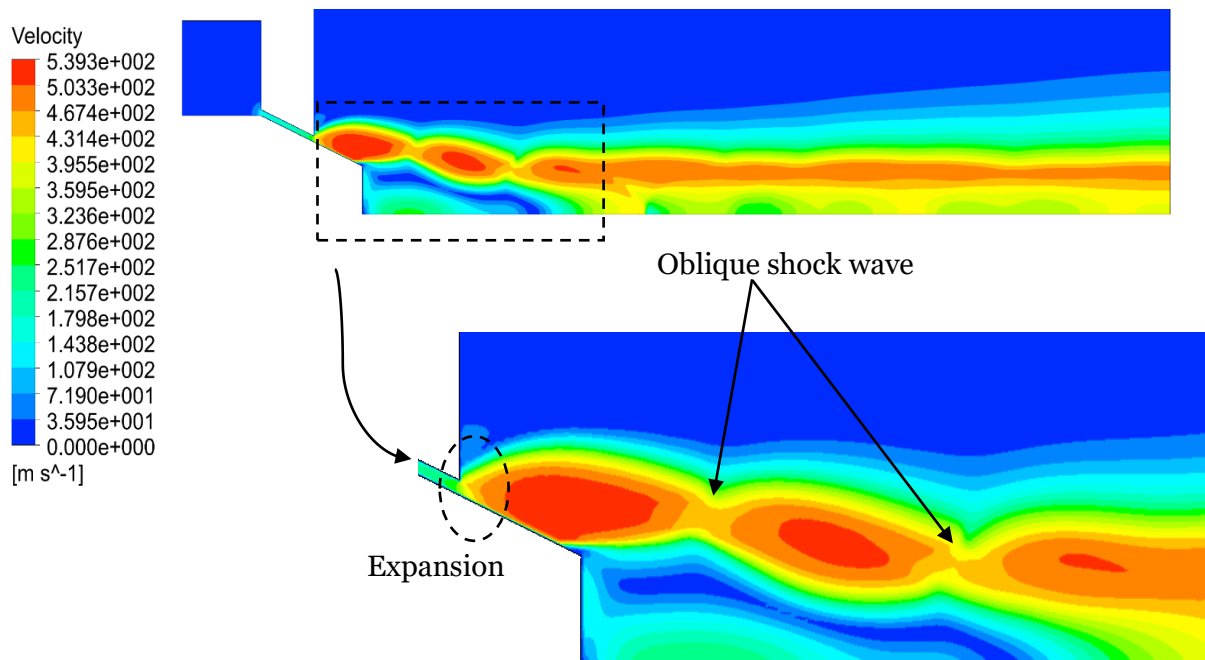 Velocity
5.393e+002
5.033e+002
4.674e+002
4.314e+002
3.955e+002
3.595e+002
3.236e+002
2.876e+002
2.517e+002
2.157e+002
1.798e+002
1.438e+002
1.079e+002
7.190e+001
3.595e+001
0.000e+000
[m s^-1]
Oblique shock wave
Expansion